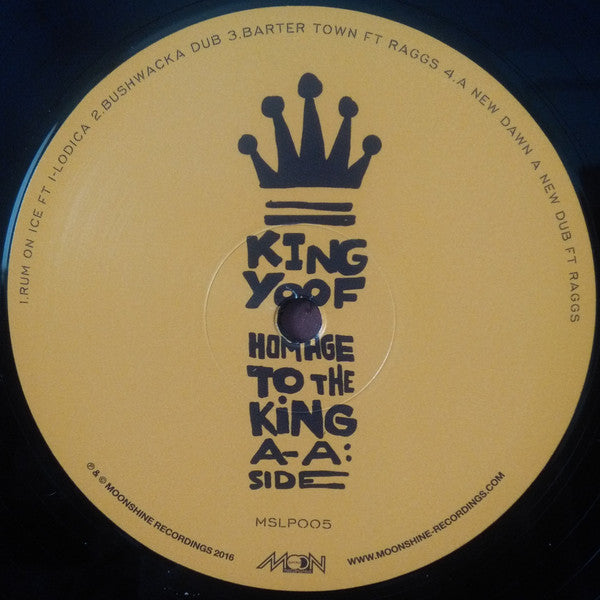 1.RUM ON ICE FT I-LODICA 2.BUSHWACKA DUB 3.BARTER TOWN FT RAGGS 4.A NEW DAWN A NEW DUB FT RAGGS
KING
YOOF
HOMAGE
TO THE
KiNG
A-A:
SIDE
MSLP005
℗ & © MOONSHINE RECORDINGS 2016
MOON
WWW.MOONSHINE-RECORDINGS.COM